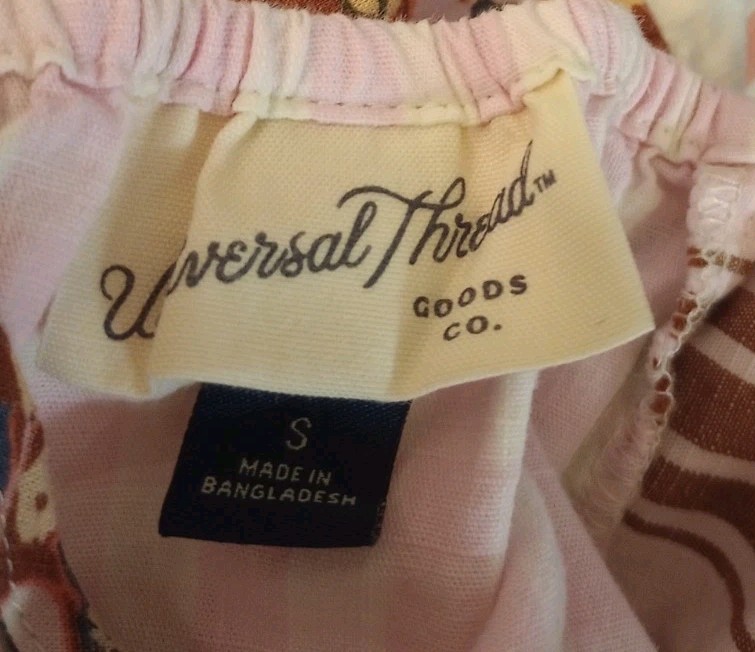 Universal Thread™
GOODS
CO.
S
MADE IN
BANGLADESH